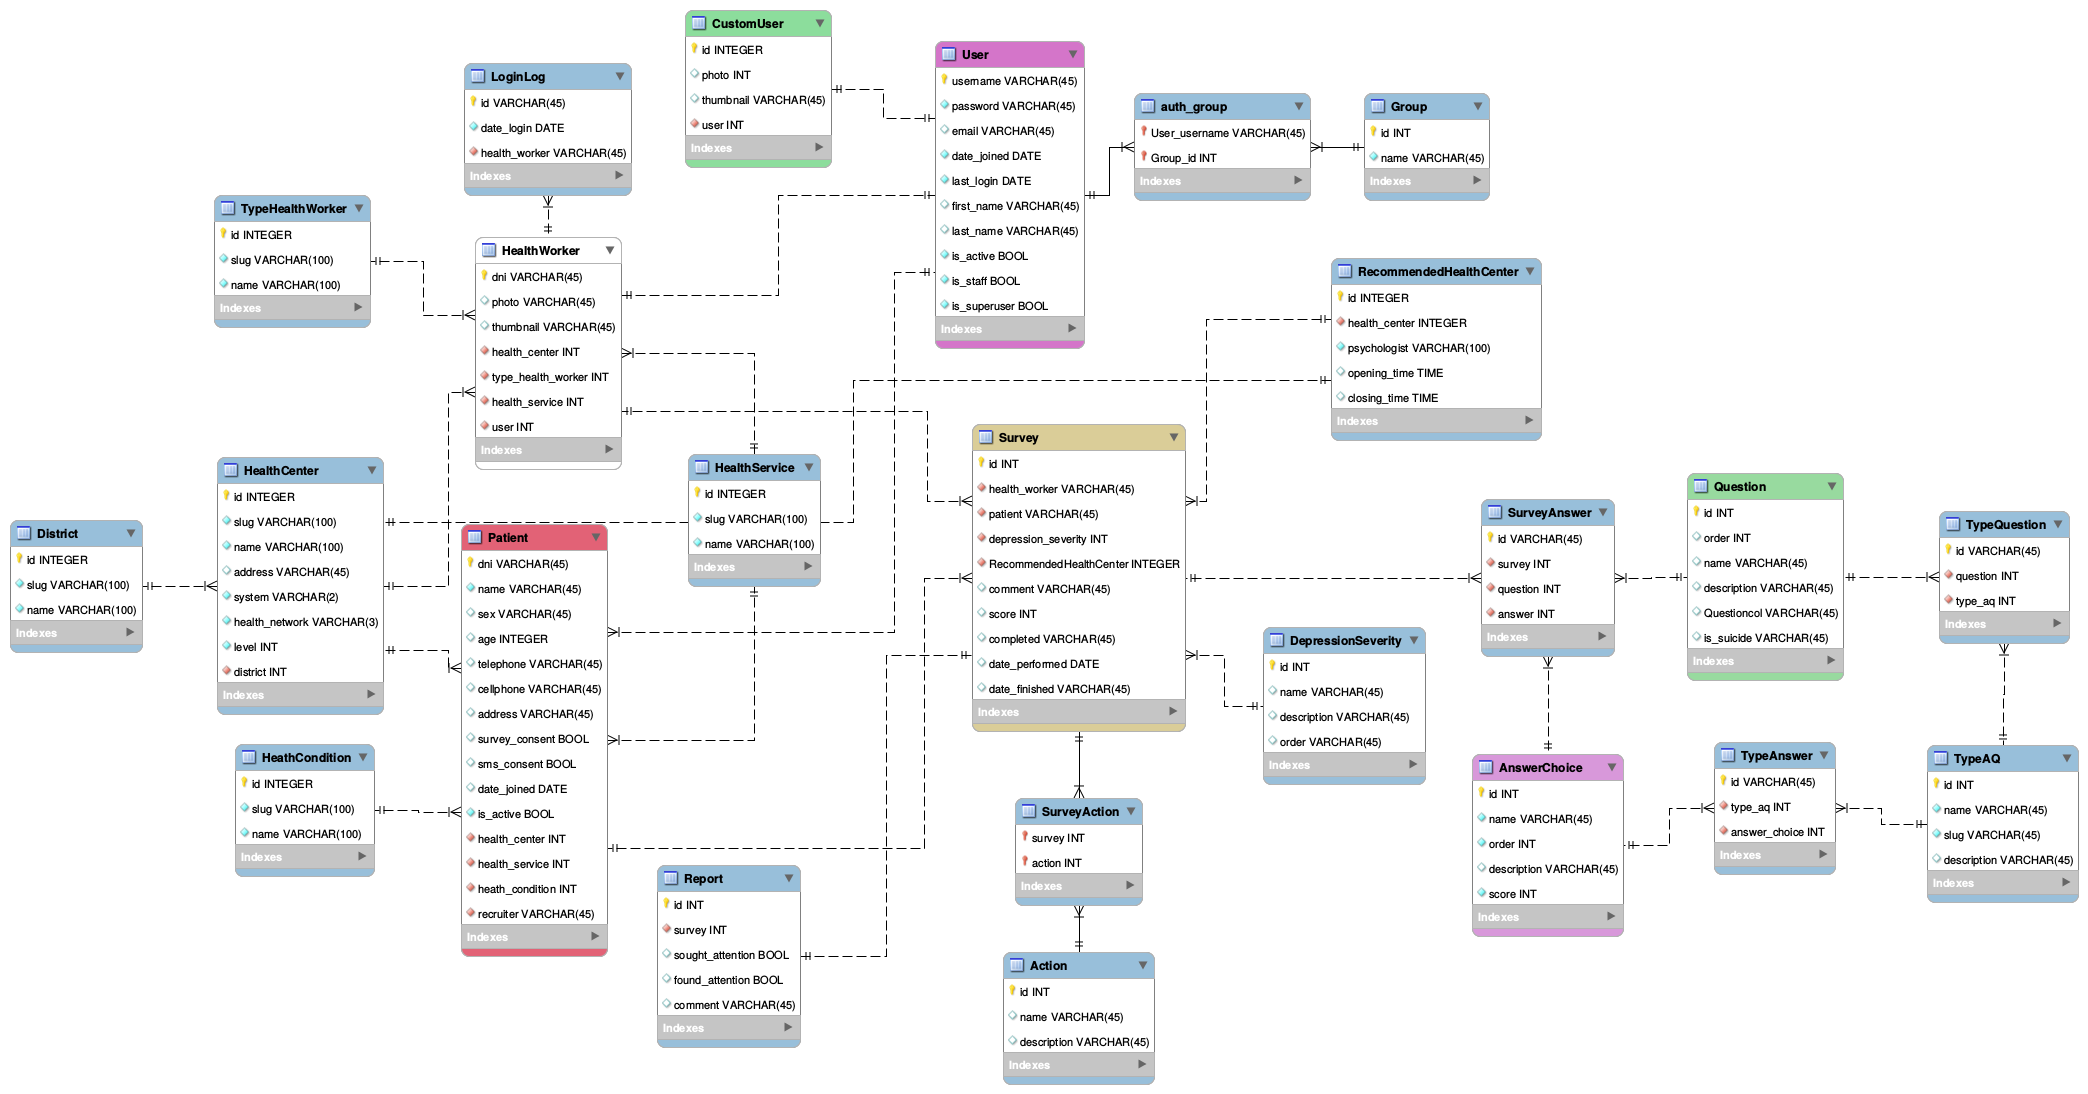 CustomUser
id INTEGER
photo INT
thumbnail VARCHAR(45)
user INT
Indexes
User
username VARCHAR(45)
password VARCHAR(45)
email VARCHAR(45)
date_joined DATE
last_login DATE
first_name VARCHAR(45)
last_name VARCHAR(45)
is_active BOOL
is_staff BOOL
is_superuser BOOL
Indexes
LoginLog
id VARCHAR(45)
date_login DATE
health_worker VARCHAR(45)
Indexes
auth_group
User_username VARCHAR(45)
Group_id INT
Indexes
Group
id INT
name VARCHAR(45)
Indexes
TypeHealthWorker
id INTEGER
slug VARCHAR(100)
name VARCHAR(100)
Indexes
HealthWorker
dni VARCHAR(45)
photo VARCHAR(45)
thumbnail VARCHAR(45)
health_center INT
type_health_worker INT
health_service INT
user INT
Indexes
RecommendedHealthCenter
id INTEGER
health_center INTEGER
psychologist VARCHAR(100)
opening_time TIME
closing_time TIME
Indexes
Survey
id INT
health_worker VARCHAR(45)
patient VARCHAR(45)
depression_severity INT
RecommendedHealthCenter INTEGER
comment VARCHAR(45)
score INT
completed VARCHAR(45)
date_performed DATE
date_finished VARCHAR(45)
Indexes
HealthCenter
id INTEGER
slug VARCHAR(100)
name VARCHAR(100)
address VARCHAR(45)
system VARCHAR(2)
health_network VARCHAR(3)
level INT
district INT
Indexes
HealthService
id INTEGER
slug VARCHAR(100)
name VARCHAR(100)
Indexes
District
id INTEGER
slug VARCHAR(100)
name VARCHAR(100)
Indexes
Patient
dni VARCHAR(45)
name VARCHAR(45)
sex VARCHAR(45)
age INTEGER
telephone VARCHAR(45)
cellphone VARCHAR(45)
address VARCHAR(45)
survey_consent BOOL
sms_consent BOOL
date_joined DATE
is_active BOOL
health_center INT
health_service INT
heath_condition INT
recruiter VARCHAR(45)
Indexes
SurveyAnswer
id VARCHAR(45)
survey INT
question INT
answer INT
Indexes
Question
id INT
order INT
name VARCHAR(45)
description VARCHAR(45)
Questioncol VARCHAR(45)
is_suicide VARCHAR(45)
Indexes
TypeQuestion
id VARCHAR(45)
question INT
type_aq INT
Indexes
DepressionSeverity
id INT
name VARCHAR(45)
description VARCHAR(45)
order VARCHAR(45)
Indexes
HeathCondition
id INTEGER
slug VARCHAR(100)
name VARCHAR(100)
Indexes
SurveyAction
survey INT
action INT
Indexes
AnswerChoice
id INT
name VARCHAR(45)
order INT
description VARCHAR(45)
score INT
Indexes
TypeAnswer
id VARCHAR(45)
type_aq INT
answer_choice INT
Indexes
TypeAQ
id INT
name VARCHAR(45)
slug VARCHAR(45)
description VARCHAR(45)
Indexes
Report
id INT
survey INT
sought_attention BOOL
found_attention BOOL
comment VARCHAR(45)
Indexes
Action
id INT
name VARCHAR(45)
description VARCHAR(45)
Indexes